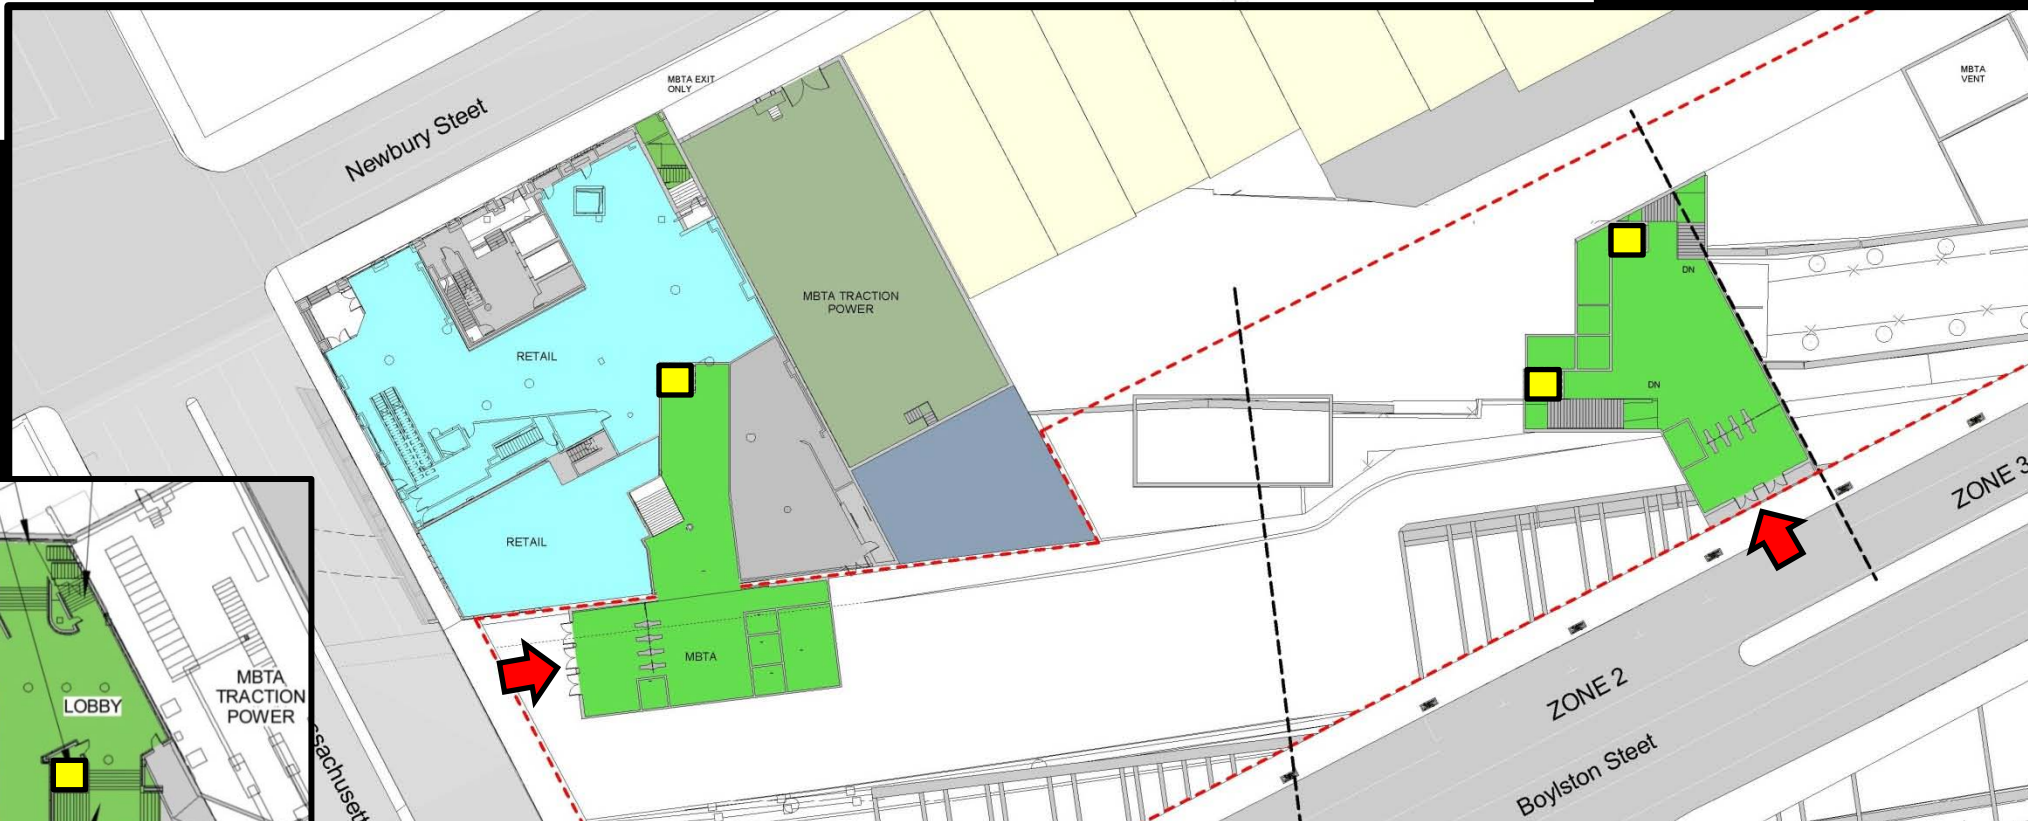 MBTA EXIT
ONLY
MBTA
VENT
Newbury Steet
MBTA TRACTION
POWER
DN
RETAIL
DN
RETAIL
ZONE 3
MBTA
ZONE 2
Boylston Steet
LOBBY
MBTA
TRACTION
POWER
ssachusett